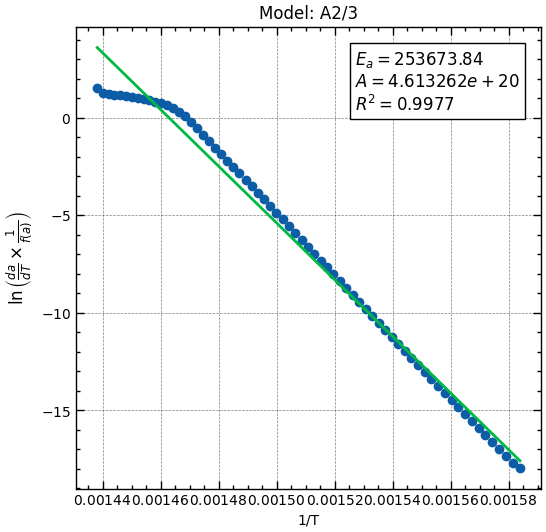 Model: A2/3
E_a = 253673.84
A = 4.613262e + 20
R^2 = 0.9977
ln (da/dT × 1/f(a))
0
−5
−10
−15
0.00144 0.00146 0.00148 0.00150 0.00152 0.00154 0.00156 0.00158
1/T